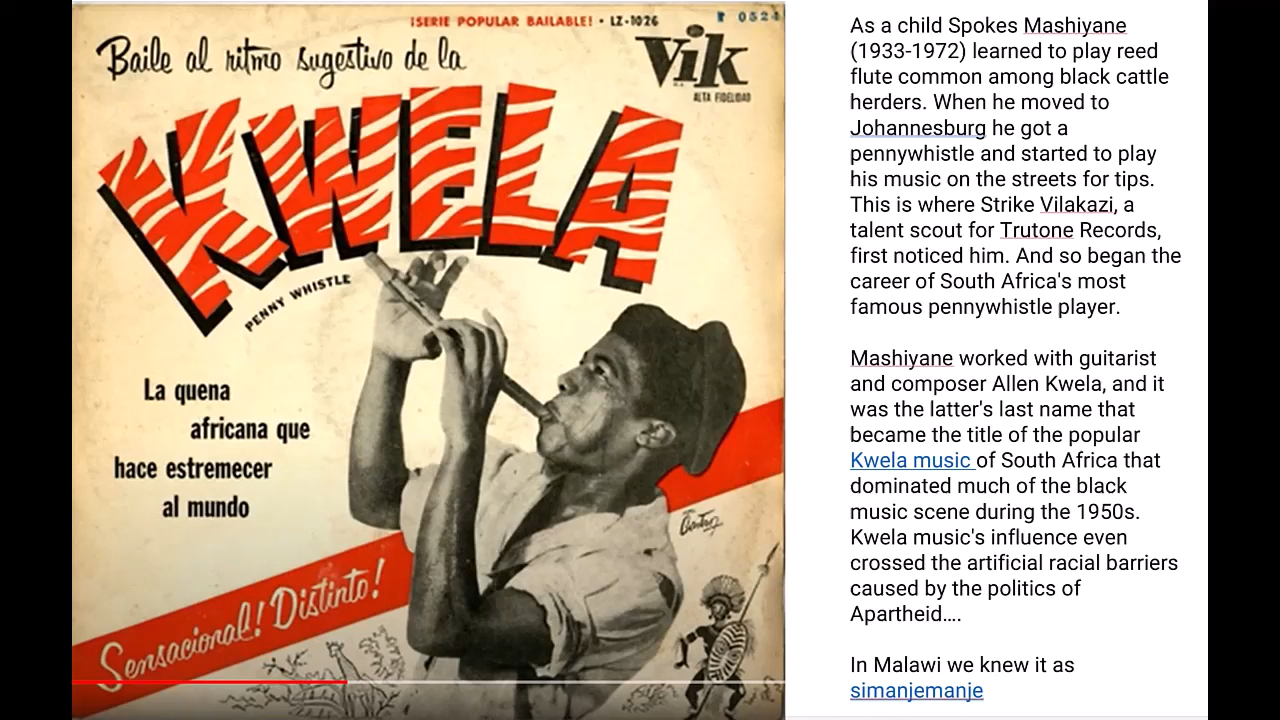 ¡SERIE POPULAR BAILABLE! • LZ-1026
Baile al ritmo sugestivo de la
Vik
ALTA FIDELIDAD
KWELA
PENNY WHISTLE
La quena
africana que
hace estremecer
al mundo
Sensacional! Distinto!
As a child Spokes Mashiyane
(1933-1972) learned to play reed
flute common among black cattle
herders. When he moved to
Johannesburg he got a
pennywhistle and started to play
his music on the streets for tips.
This is where Strike Vilakazi, a
talent scout for Trutone Records,
first noticed him. And so began the
career of South Africa's most
famous pennywhistle player.
Mashiyane worked with guitarist
and composer Allen Kwela, and it
was the latter's last name that
became the title of the popular
Kwela music of South Africa that
dominated much of the black
music scene during the 1950s.
Kwela music's influence even
crossed the artificial racial barriers
caused by the politics of
Apartheid....
In Malawi we knew it as
simanjemanje